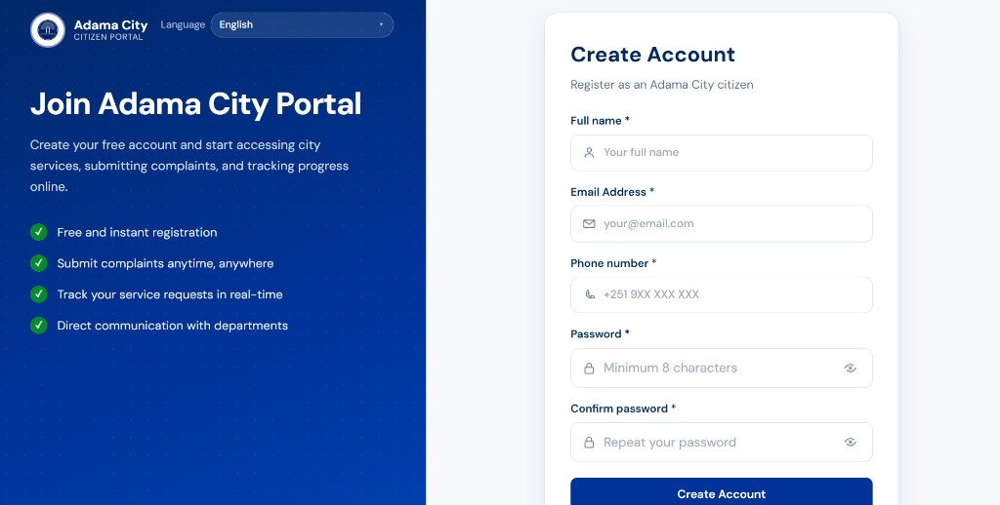 Adama City
CITIZEN PORTAL
Language
English
Join Adama City Portal
Create your free account and start accessing city
services, submitting complaints, and tracking progress
online.
Free and instant registration
Submit complaints anytime, anywhere
Track your service requests in real-time
Direct communication with departments
Create Account
Register as an Adama City citizen
Full name *
Your full name
Email Address *
your@email.com
Phone number *
+251 9XX XXX XXX
Password *
Minimum 8 characters
Confirm password *
Repeat your password
Create Account